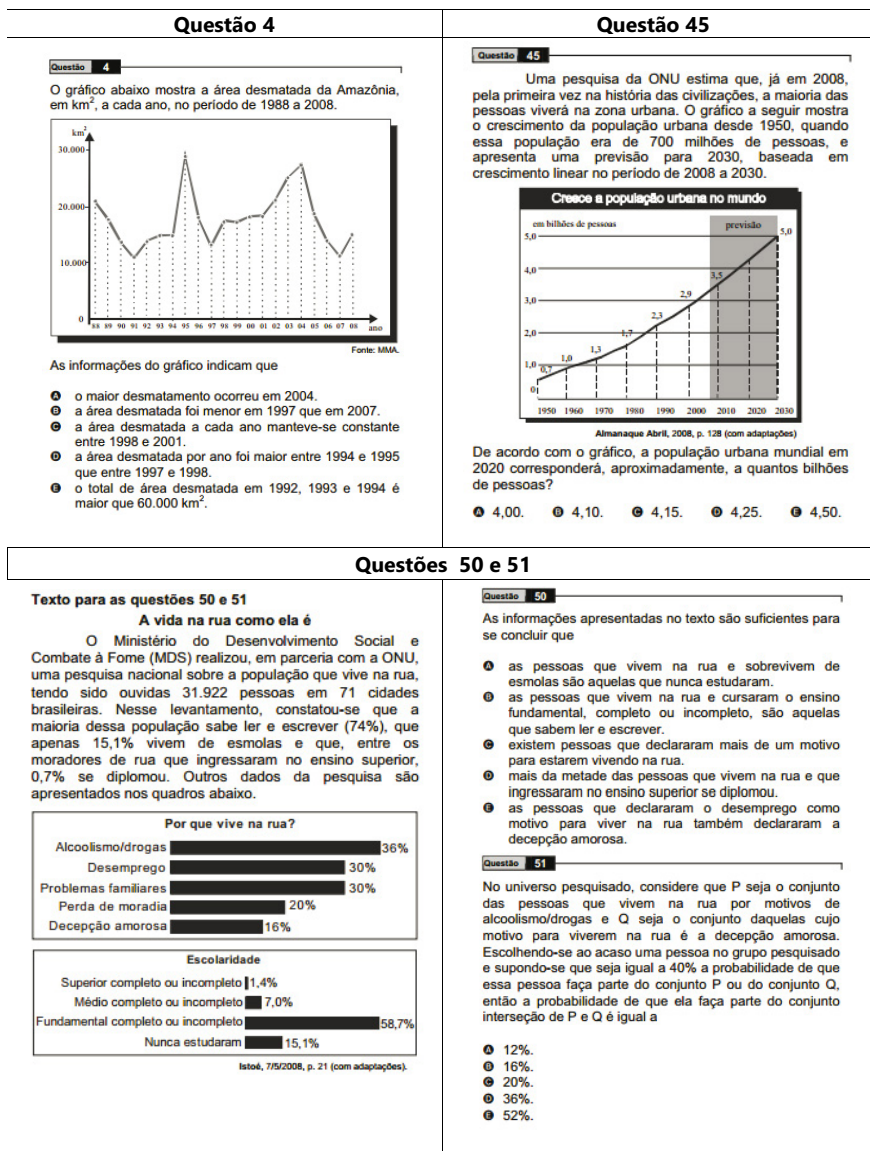 Questão 4
Questão 45
Questão 4
O gráfico abaixo mostra a área desmatada da Amazônia,
em km², a cada ano, no período de 1988 a 2008.
km²
30.000
20.000
10.000
0
88 89 90 91 92 93 94 95 96 97 98 99 00 01 02 03 04 05 06 07 08 ano
Fonte: MMA.
As informações do gráfico indicam que
A o maior desmatamento ocorreu em 2004.
B a área desmatada foi menor em 1997 que em 2007.
C a área desmatada a cada ano manteve-se constante
entre 1998 e 2001.
D a área desmatada por ano foi maior entre 1994 e 1995
que entre 1997 e 1998.
E o total de área desmatada em 1992, 1993 e 1994 é
maior que 60.000 km².
Questão 45
Uma pesquisa da ONU estima que, já em 2008,
pela primeira vez na história das civilizações, a maioria das
pessoas viverá na zona urbana. O gráfico a seguir mostra
o crescimento da população urbana desde 1950, quando
essa população era de 700 milhões de pessoas, e
apresenta uma previsão para 2030, baseada em
crescimento linear no período de 2008 a 2030.
Cresce a população urbana no mundo
em bilhões de pessoas
previsão
5,0
5,0
4,0
3,5
3,0
2,9
2,3
2,0
1,7
1,3
1,0
1,0
0,7
0
1950 1960 1970 1980 1990 2000 2010 2020 2030
Almanaque Abril, 2008, p. 128 (com adaptações)
De acordo com o gráfico, a população urbana mundial em
2020 corresponderá, aproximadamente, a quantos bilhões
de pessoas?
A 4,00. B 4,10. C 4,15. D 4,25. E 4,50.
Questões 50 e 51
Texto para as questões 50 e 51
A vida na rua como ela é
O Ministério do Desenvolvimento Social e
Combate à Fome (MDS) realizou, em parceria com a ONU,
uma pesquisa nacional sobre a população que vive na rua,
tendo sido ouvidas 31.922 pessoas em 71 cidades
brasileiras. Nesse levantamento, constatou-se que a
maioria dessa população sabe ler e escrever (74%), que
apenas 15,1% vivem de esmolas e que, entre os
moradores de rua que ingressaram no ensino superior,
0,7% se diplomou. Outros dados da pesquisa são
apresentados nos quadros abaixo.
Por que vive na rua?
Alcoolismo/drogas 36%
Desemprego 30%
Problemas familiares 30%
Perda de moradia 20%
Decepção amorosa 16%
Escolaridade
Superior completo ou incompleto 1,4%
Médio completo ou incompleto 7,0%
Fundamental completo ou incompleto 58,7%
Nunca estudaram 15,1%
Istoé, 7/5/2008, p. 21 (com adaptações).
Questão 50
As informações apresentadas no texto são suficientes para
se concluir que
A as pessoas que vivem na rua e sobrevivem de
esmolas são aquelas que nunca estudaram.
B as pessoas que vivem na rua e cursaram o ensino
fundamental, completo ou incompleto, são aquelas
que sabem ler e escrever.
C existem pessoas que declararam mais de um motivo
para estarem vivendo na rua.
D mais da metade das pessoas que vivem na rua e que
ingressaram no ensino superior se diplomou.
E as pessoas que declararam o desemprego como
motivo para viver na rua também declararam a
decepção amorosa.
Questão 51
No universo pesquisado, considere que P seja o conjunto
das pessoas que vivem na rua por motivos de
alcoolismo/drogas e Q seja o conjunto daquelas cujo
motivo para viverem na rua é a decepção amorosa.
Escolhendo-se ao acaso uma pessoa no grupo pesquisado
e supondo-se que seja igual a 40% a probabilidade de que
essa pessoa faça parte do conjunto P ou do conjunto Q,
então a probabilidade de que ela faça parte do conjunto
interseção de P e Q é igual a
A 12%.
B 16%.
C 20%.
D 36%.
E 52%.